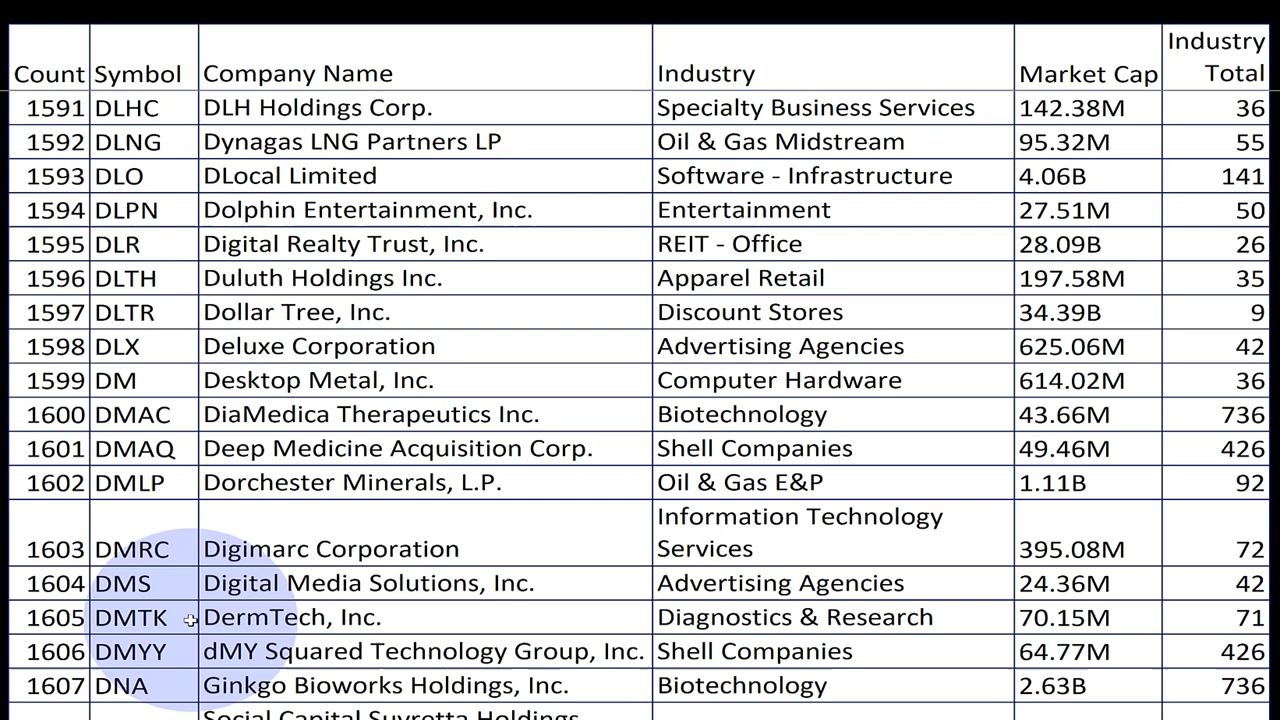 Count Symbol Company Name Industry Market Cap Industry Total
1591 DLHC DLH Holdings Corp. Specialty Business Services 142.38M 36
1592 DLNG Dynagas LNG Partners LP Oil & Gas Midstream 95.32M 55
1593 DLO DLocal Limited Software - Infrastructure 4.06B 141
1594 DLPN Dolphin Entertainment, Inc. Entertainment 27.51M 50
1595 DLR Digital Realty Trust, Inc. REIT - Office 28.09B 26
1596 DLTH Duluth Holdings Inc. Apparel Retail 197.58M 35
1597 DLTR Dollar Tree, Inc. Discount Stores 34.39B 9
1598 DLX Deluxe Corporation Advertising Agencies 625.06M 42
1599 DM Desktop Metal, Inc. Computer Hardware 614.02M 36
1600 DMAC DiaMedica Therapeutics Inc. Biotechnology 43.66M 736
1601 DMAQ Deep Medicine Acquisition Corp. Shell Companies 49.46M 426
1602 DMLP Dorchester Minerals, L.P. Oil & Gas E&P 1.11B 92
1603 DMRC Digimarc Corporation Information Technology Services 395.08M 72
1604 DMS Digital Media Solutions, Inc. Advertising Agencies 24.36M 42
1605 DMTK DermTech, Inc. Diagnostics & Research 70.15M 71
1606 DMYY dMY Squared Technology Group, Inc. Shell Companies 64.77M 426
1607 DNA Ginkgo Bioworks Holdings, Inc. Biotechnology 2.63B 736
Social Capital Suvretta Holdings